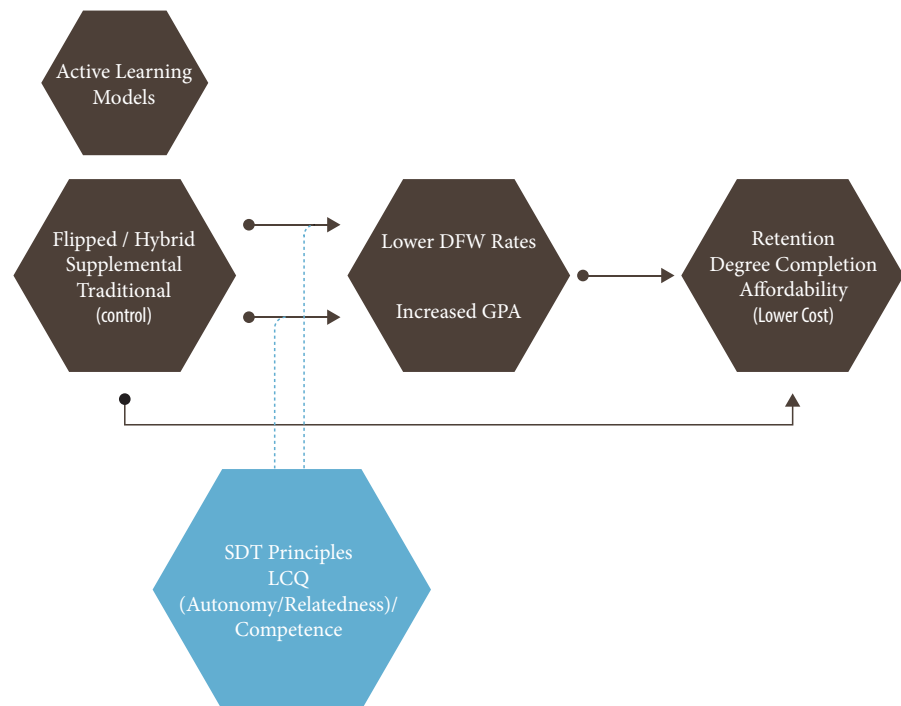 Active Learning
Models
Flipped / Hybrid
Supplemental
Traditional
(control)
Lower DFW Rates
Increased GPA
Retention
Degree Completion
Affordability
(Lower Cost)
SDT Principles
LCQ
(Autonomy/Relatedness)/
Competence